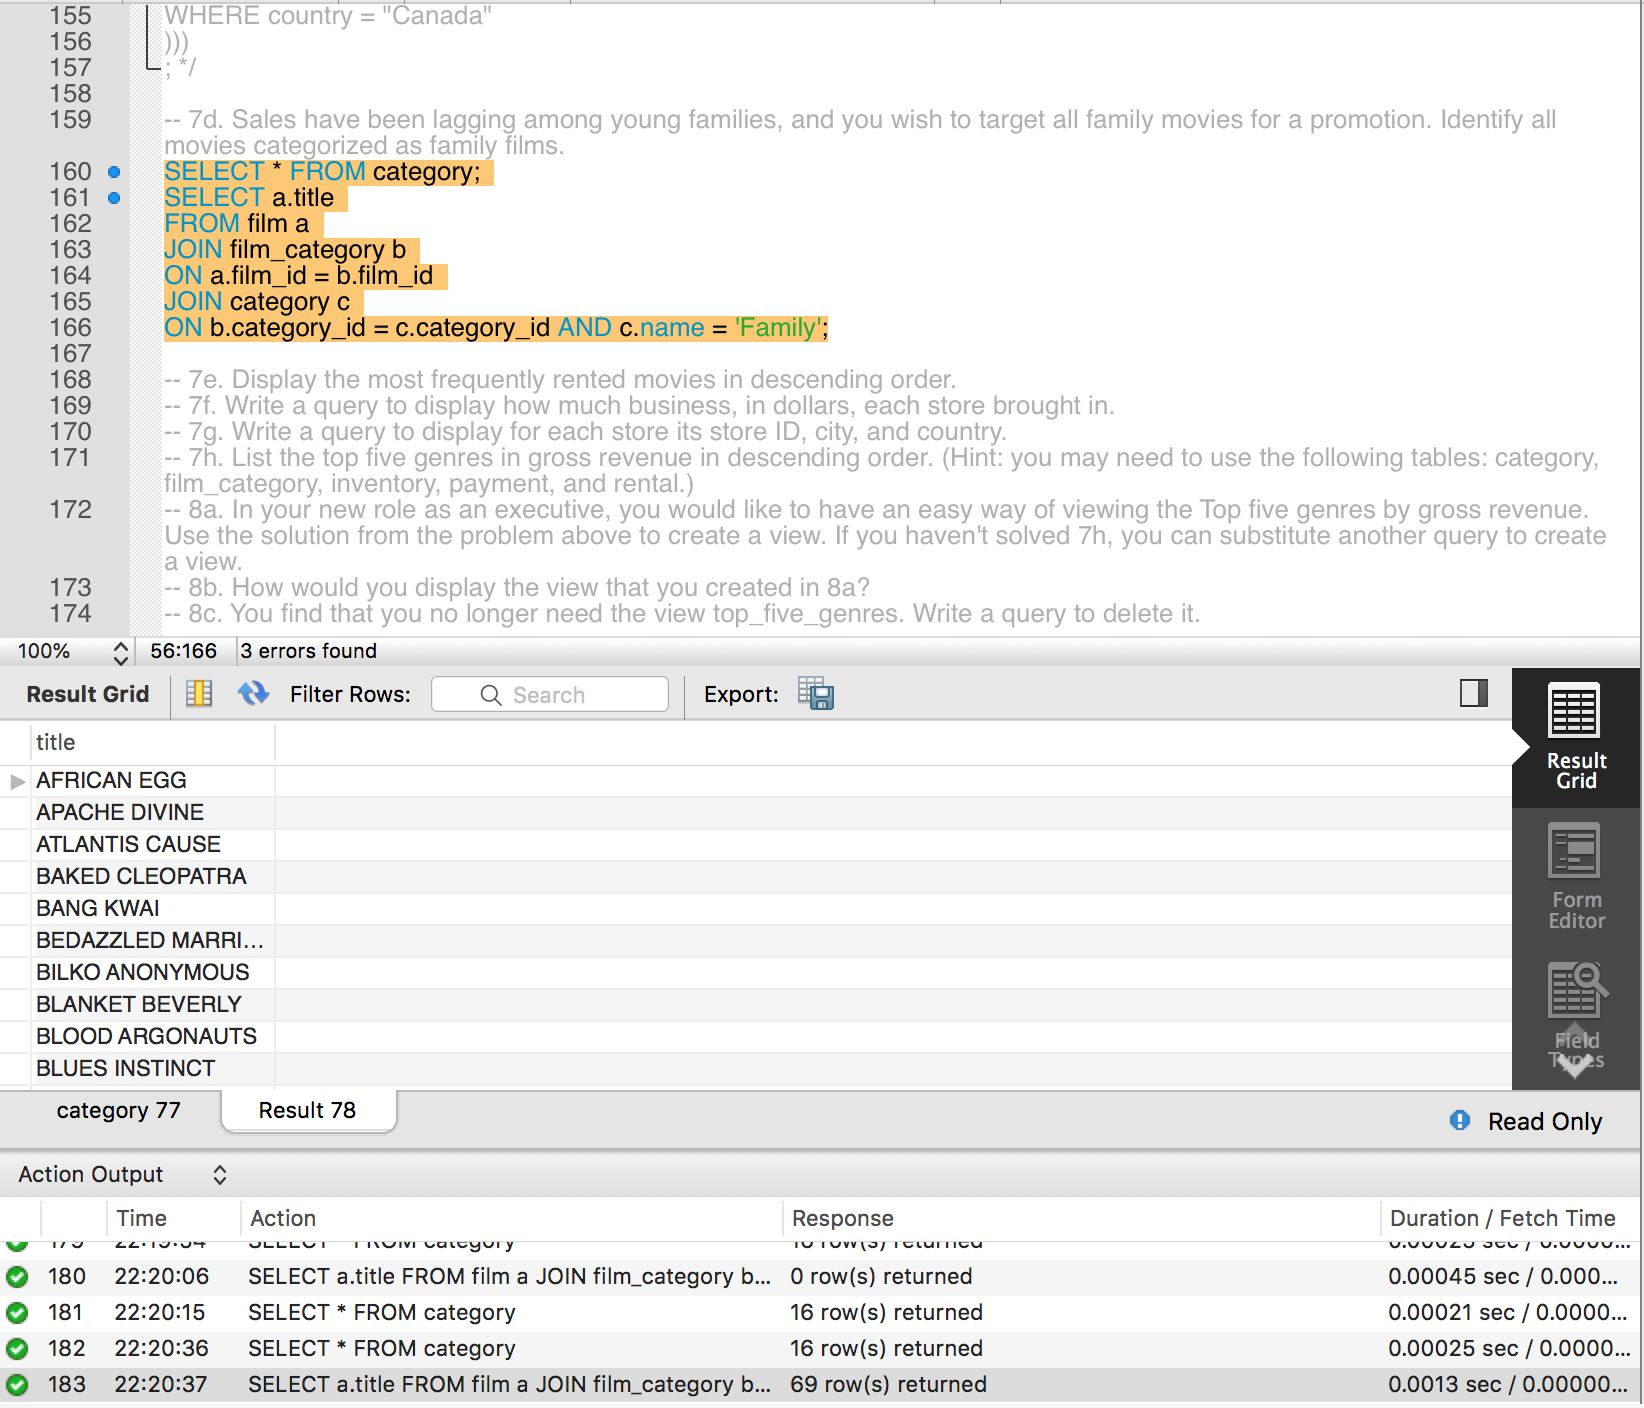 155 WHERE country = "Canada"
156 )))
157 ; */
158
159 -- 7d. Sales have been lagging among young families, and you wish to target all family movies for a promotion. Identify all
movies categorized as family films.
160 SELECT * FROM category;
161 SELECT a.title
162 FROM film a
163 JOIN film_category b
164 ON a.film_id = b.film_id
165 JOIN category c
166 ON b.category_id = c.category_id AND c.name = 'Family';
167
168 -- 7e. Display the most frequently rented movies in descending order.
169 -- 7f. Write a query to display how much business, in dollars, each store brought in.
170 -- 7g. Write a query to display for each store its store ID, city, and country.
171 -- 7h. List the top five genres in gross revenue in descending order. (Hint: you may need to use the following tables: category,
film_category, inventory, payment, and rental.)
172 -- 8a. In your new role as an executive, you would like to have an easy way of viewing the Top five genres by gross revenue.
Use the solution from the problem above to create a view. If you haven't solved 7h, you can substitute another query to create
a view.
173 -- 8b. How would you display the view that you created in 8a?
174 -- 8c. You find that you no longer need the view top_five_genres. Write a query to delete it.
100% 56:166 3 errors found
Result Grid Filter Rows: Search Export:
title
AFRICAN EGG
APACHE DIVINE
ATLANTIS CAUSE
BAKED CLEOPATRA
BANG KWAI
BEDAZZLED MARRI...
BILKO ANONYMOUS
BLANKET BEVERLY
BLOOD ARGONAUTS
BLUES INSTINCT
Result
Grid
Form
Editor
Field
Types
category 77 Result 78 Read Only
Action Output
Time Action Response Duration / Fetch Time
179 22:19:54 SELECT * FROM category 16 row(s) returned 0.00023 sec / 0.0000...
180 22:20:06 SELECT a.title FROM film a JOIN film_category b... 0 row(s) returned 0.00045 sec / 0.000...
181 22:20:15 SELECT * FROM category 16 row(s) returned 0.00021 sec / 0.0000...
182 22:20:36 SELECT * FROM category 16 row(s) returned 0.00025 sec / 0.0000...
183 22:20:37 SELECT a.title FROM film a JOIN film_category b... 69 row(s) returned 0.0013 sec / 0.00000...